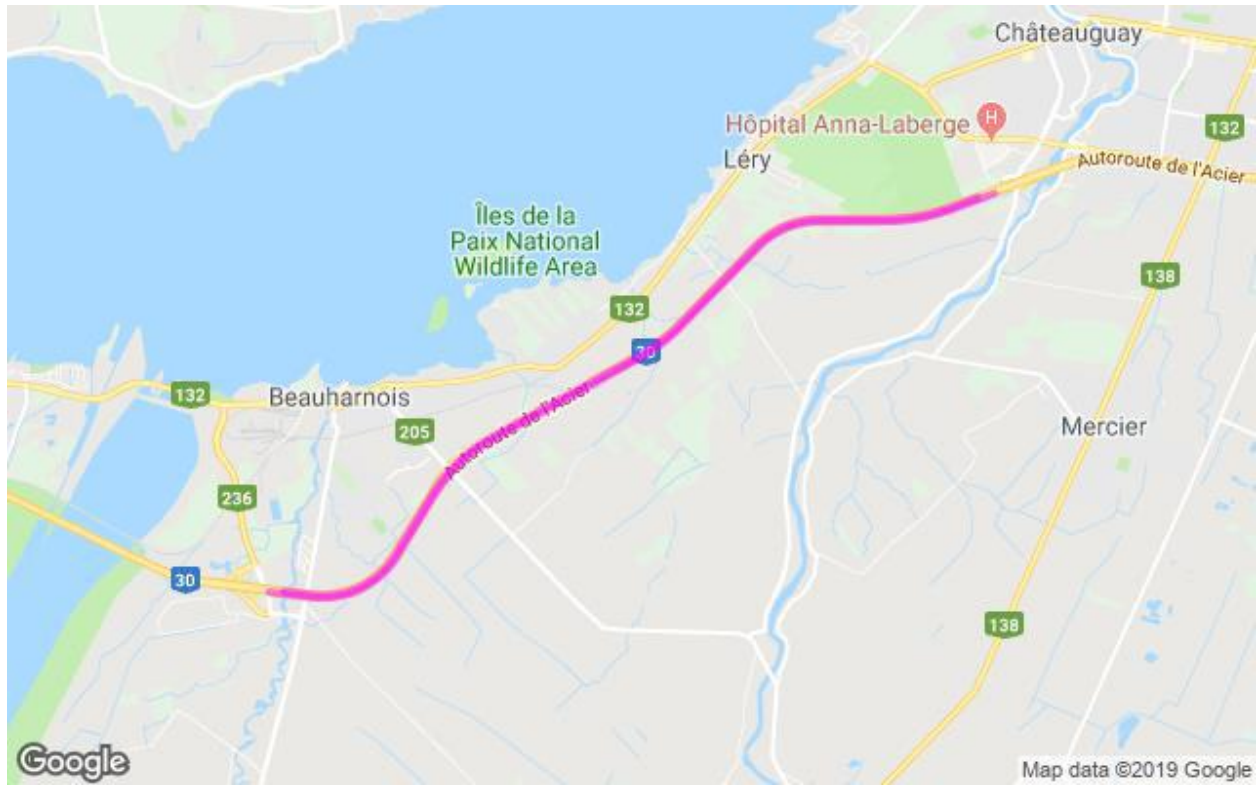 Châteauguay
Hôpital Anna-Laberge
H
132
Léry
Autoroute de l'Acier
Îles de la
Paix National
Wildlife Area
138
132
30
132
Beauharnois
205
Autoroute de l'Acier
Mercier
236
30
138
Google
Map data ©2019 Google